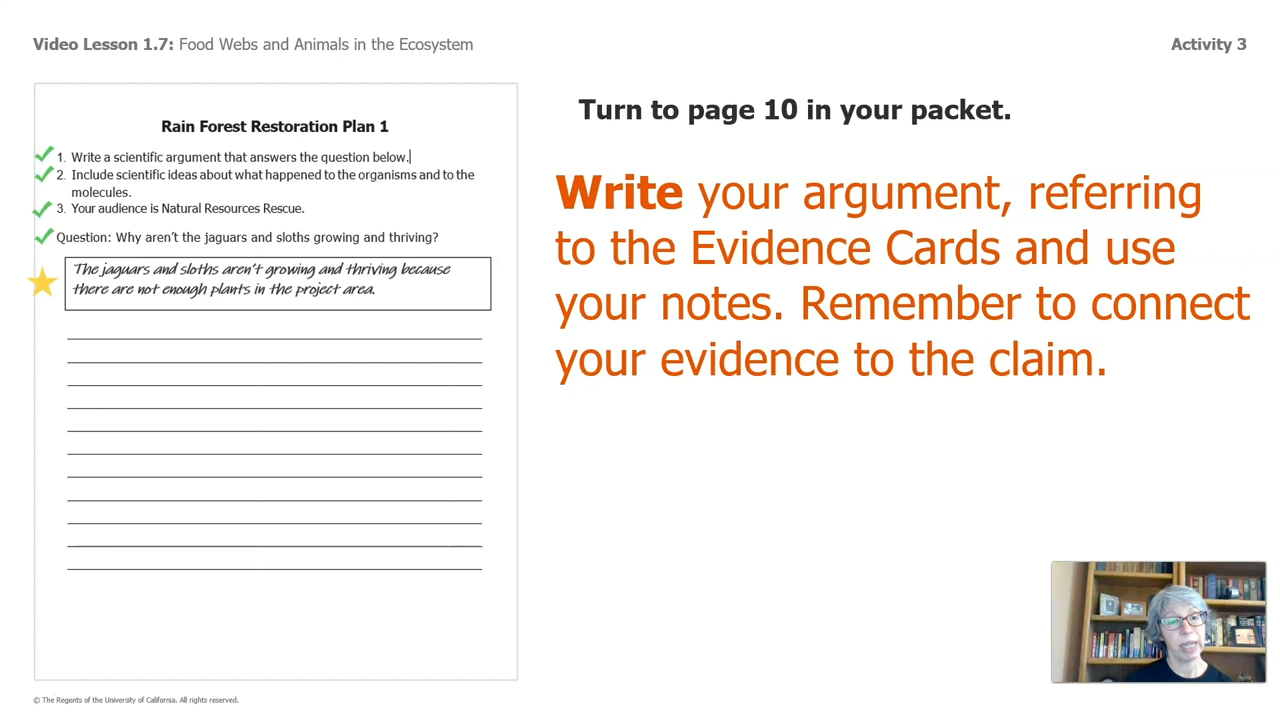 Video Lesson 1.7: Food Webs and Animals in the Ecosystem
Activity 3
Rain Forest Restoration Plan 1
1. Write a scientific argument that answers the question below.
2. Include scientific ideas about what happened to the organisms and to the
molecules.
3. Your audience is Natural Resources Rescue.
Question: Why aren't the jaguars and sloths growing and thriving?
The jaguars and sloths aren't growing and thriving because
there are not enough plants in the project area.
Turn to page 10 in your packet.
Write your argument, referring
to the Evidence Cards and use
your notes. Remember to connect
your evidence to the claim.
© The Regents of the University of California. All rights reserved.